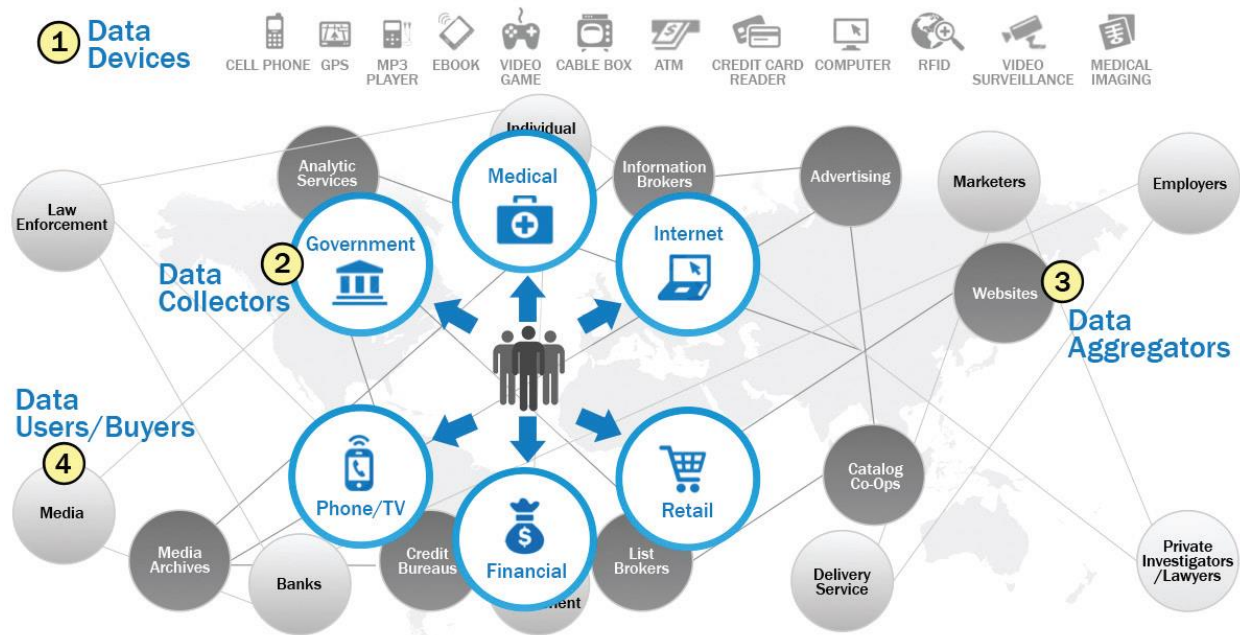 1 Data
Devices
CELL PHONE
GPS
MP3
PLAYER
EBOOK
VIDEO
GAME
CABLE BOX
ATM
CREDIT CARD
READER
COMPUTER
RFID
VIDEO
SURVEILLANCE
MEDICAL
IMAGING
Law
Enforcement
Analytic
Services
Individual
Medical
Information
Brokers
Advertising
Marketers
Employers
2
Data
Collectors
Government
Internet
Websites
3
Data
Aggregators
Data
Users/Buyers
4
Media
Phone/TV
$
Financial
Retail
Catalog
Co-Ops
Media
Archives
Banks
Credit
Bureaus
List
Brokers
Delivery
Service
Private
Investigators
/Lawyers